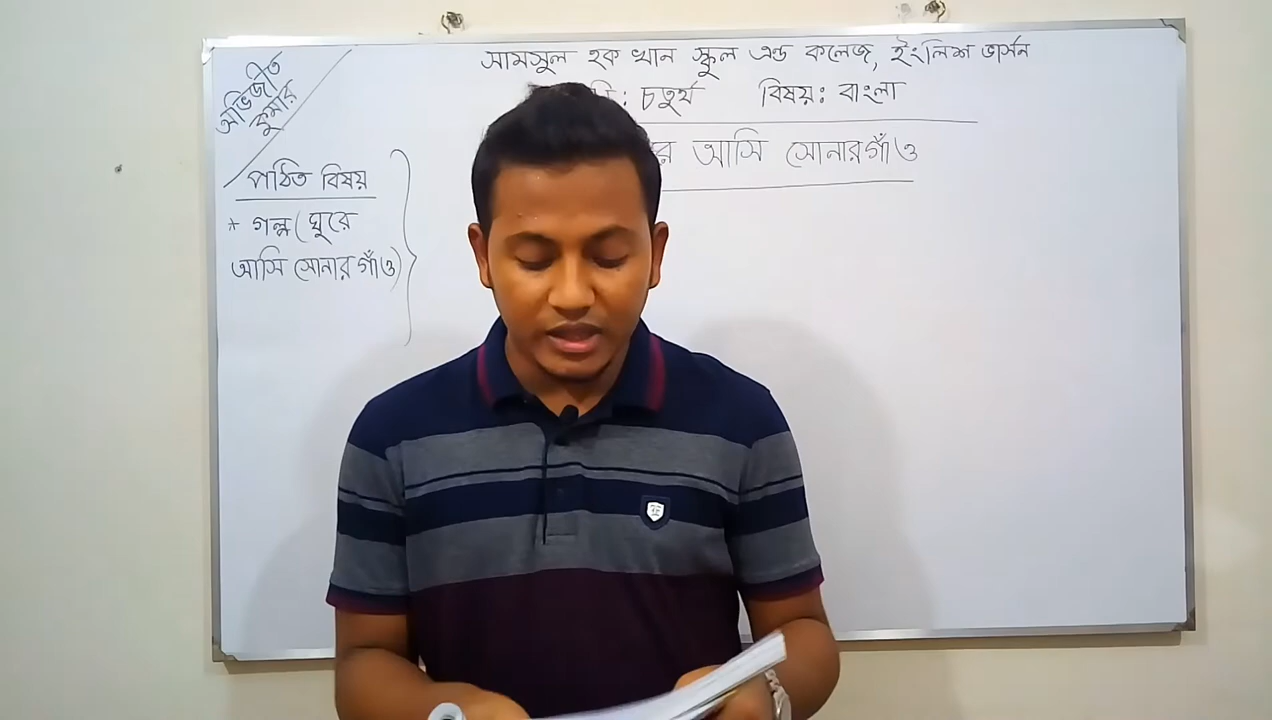 সামসুল হক খান স্কুল এন্ড কলেজ, ইংলিশ ভার্সন
: চতুর্থ বিষয়ঃ বাংলা
রে আসি সোনারগাঁও
অভিজীত
কুমার
পঠিত বিষয়
* গল্প (ঘুরে
আসি সোনারগাঁও)